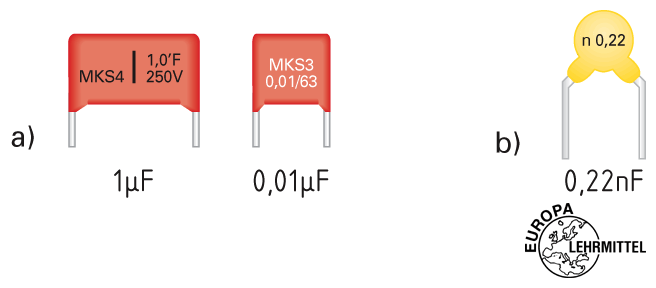 a)
MKS4
1,0'F
250V
1µF
MKS3
0,01/63
0,01µF
b)
n 0,22
0,22nF
EUROPA
LEHRMITTEL